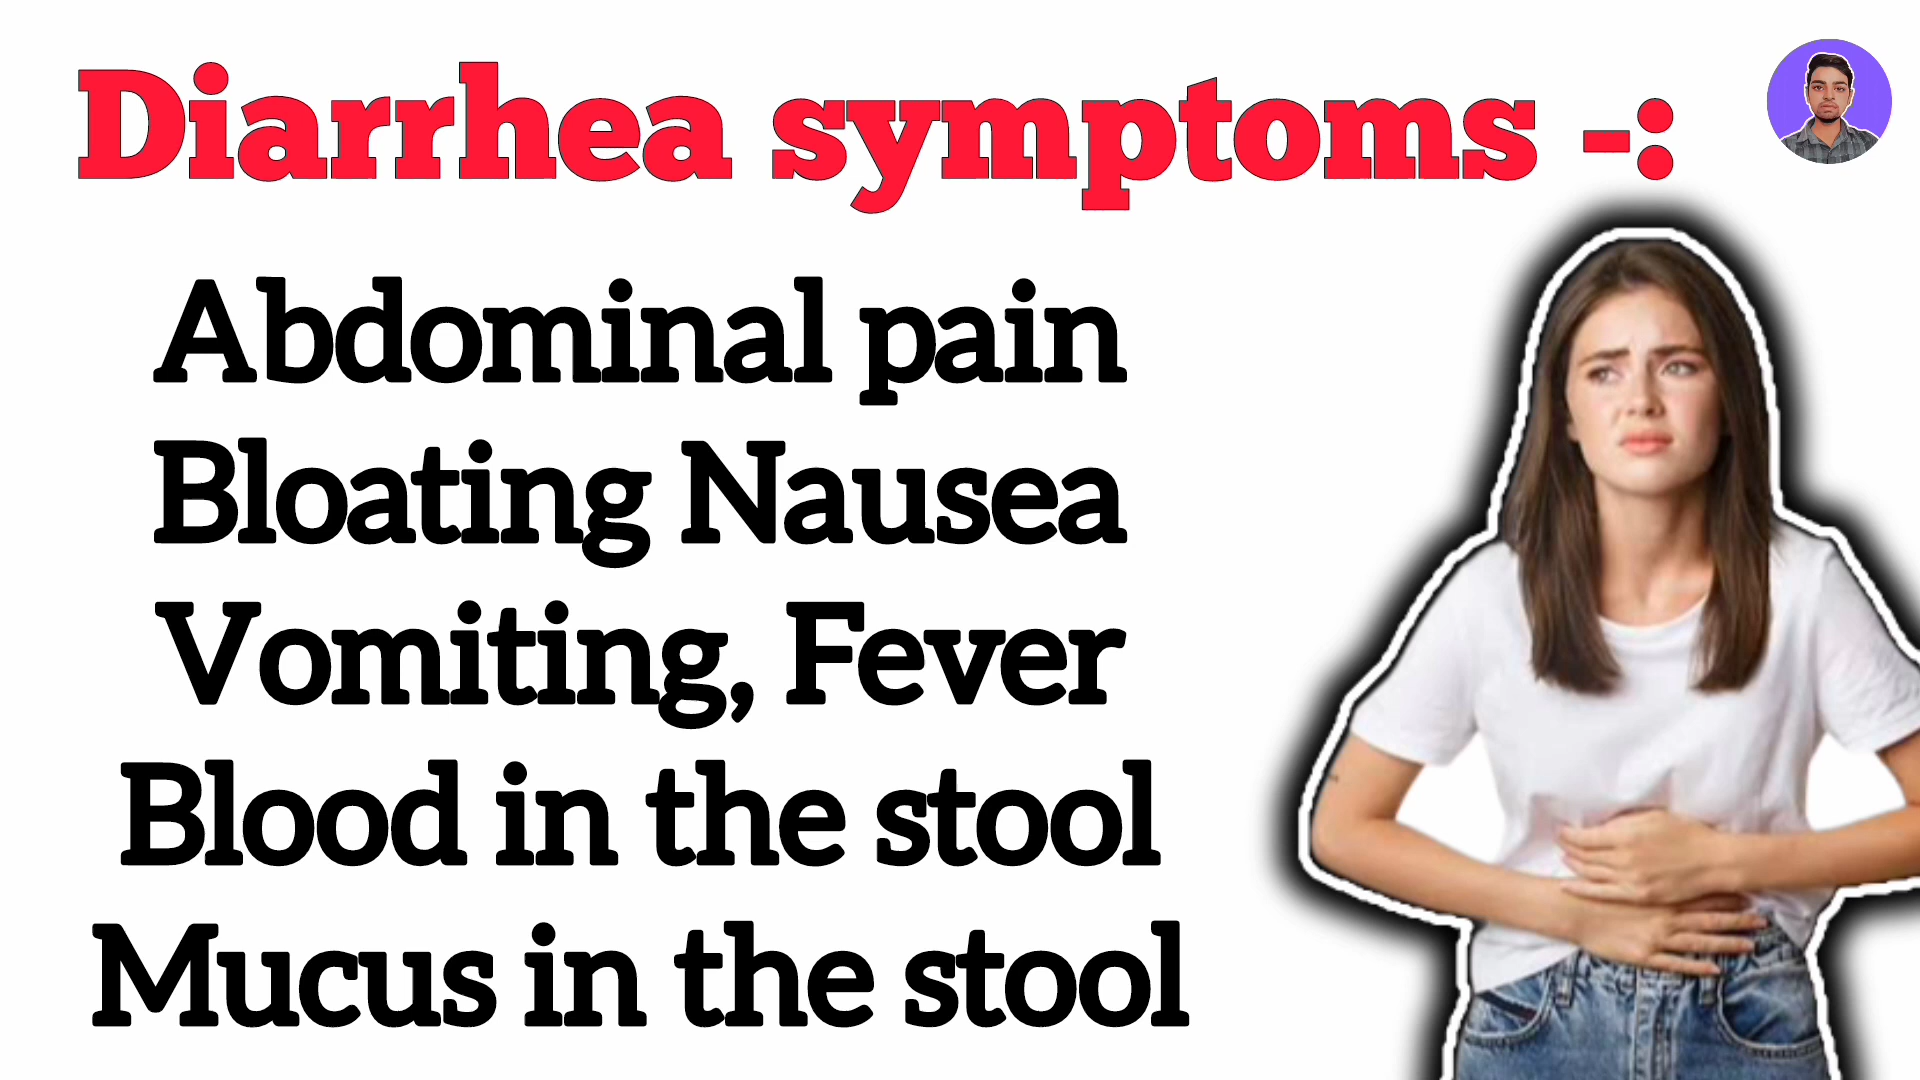 Diarrhea symptoms -:
Abdominal pain
Bloating Nausea
Vomiting, Fever
Blood in the stool
Mucus in the stool